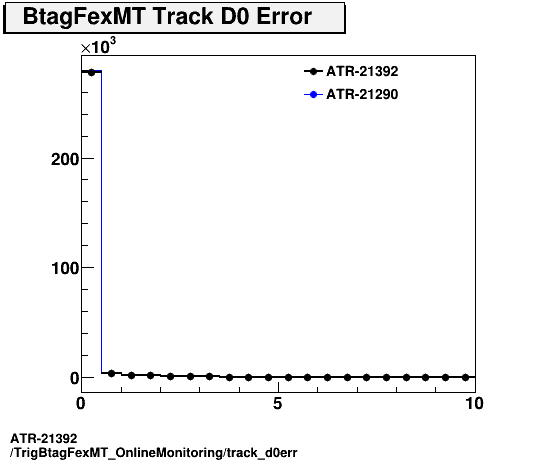 BtagFexMT Track D0 Error
×10³
ATR-21392
ATR-21290
200
100
0
0 5 10
ATR-21392
/TrigBtagFexMT_OnlineMonitoring/track_d0err